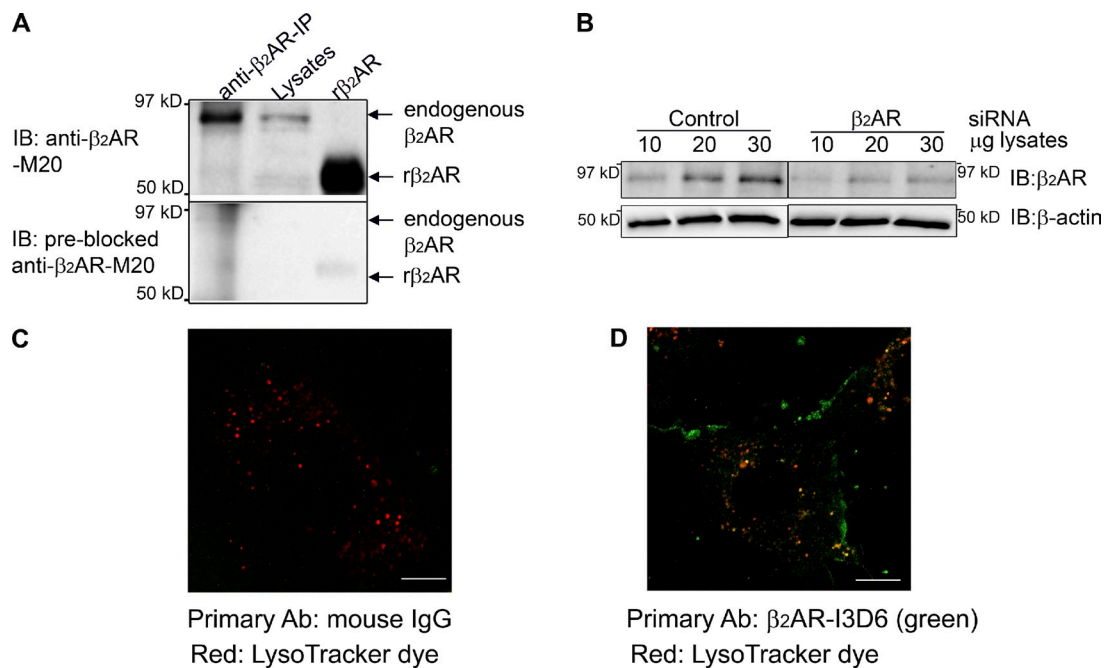 A
anti-β2AR-IP
Lysates
rβ2AR
97 kD
IB: anti-β2AR
-M20
50 kD
endogenous
β2AR
rβ2AR
97 kD
IB: pre-blocked
anti-β2AR-M20
50 kD
endogenous
β2AR
rβ2AR
B
Control β2AR siRNA
10 20 30 10 20 30 μg lysates
97 kD 97 kD IB:β2AR
50 kD 50 kD IB:β-actin
C
Primary Ab: mouse IgG
Red: LysoTracker dye
D
Primary Ab: β2AR-I3D6 (green)
Red: LysoTracker dye